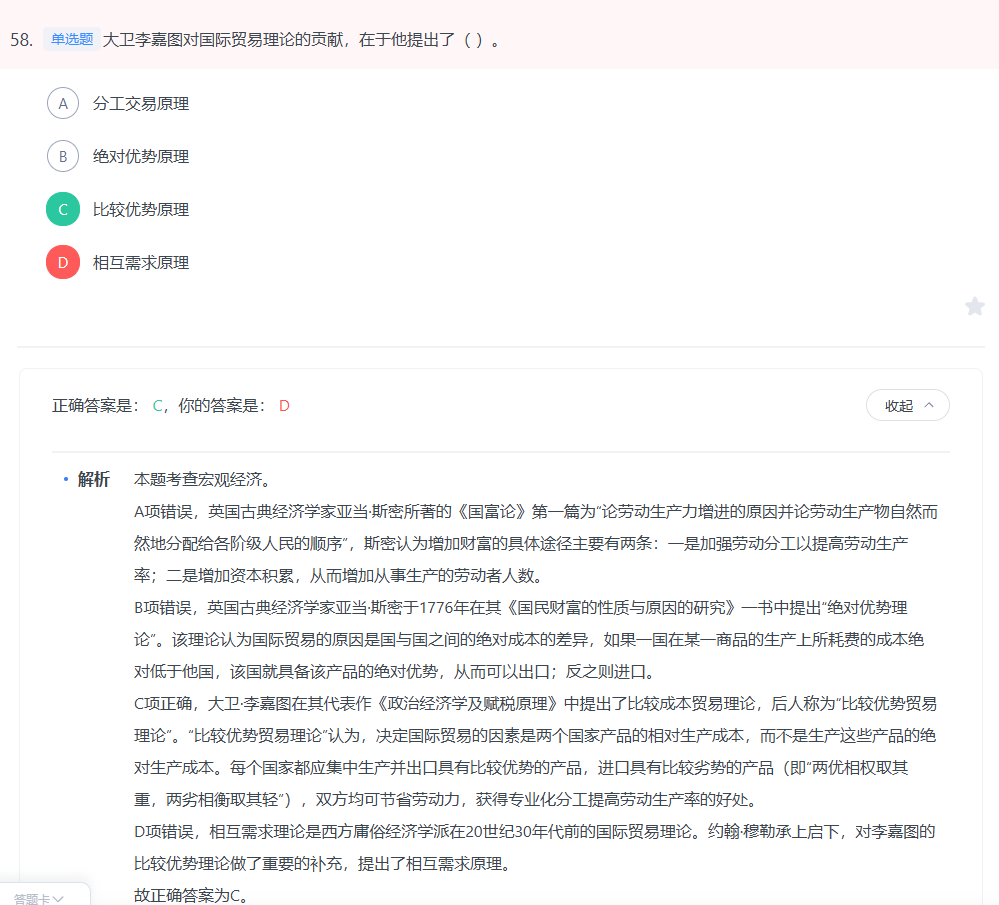 58. 单选题 大卫李嘉图对国际贸易理论的贡献，在于他提出了（ ）。
A 分工交易原理
B 绝对优势原理
C 比较优势原理
D 相互需求原理
正确答案是： C，你的答案是： D
收起
• 解析 本题考查宏观经济。
A项错误，英国古典经济学家亚当·斯密所著的《国富论》第一篇为“论劳动生产力增进的原因并论劳动生产物自然而
然地分配给各阶级人民的顺序”，斯密认为增加财富的具体途径主要有两条：一是加强劳动分工以提高劳动生产
率；二是增加资本积累，从而增加从事生产的劳动者人数。
B项错误，英国古典经济学家亚当·斯密于1776年在其《国民财富的性质与原因的研究》一书中提出“绝对优势理
论”。该理论认为国际贸易的原因是国与国之间的绝对成本的差异，如果一国在某一商品的生产上所耗费的成本绝
对低于他国，该国就具备该产品的绝对优势，从而可以出口；反之则进口。
C项正确，大卫·李嘉图在其代表作《政治经济学及赋税原理》中提出了比较成本贸易理论，后人称为“比较优势贸易
理论”。“比较优势贸易理论”认为，决定国际贸易的因素是两个国家产品的相对生产成本，而不是生产这些产品的绝
对生产成本。每个国家都应集中生产并出口具有比较优势的产品，进口具有比较劣势的产品（即“两优相权取其
重，两劣相衡取其轻”），双方均可节省劳动力，获得专业化分工提高劳动生产率的好处。
D项错误，相互需求理论是西方庸俗经济学派在20世纪30年代前的国际贸易理论。约翰·穆勒承上启下，对李嘉图的
比较优势理论做了重要的补充，提出了相互需求原理。
故正确答案为C。
答题卡